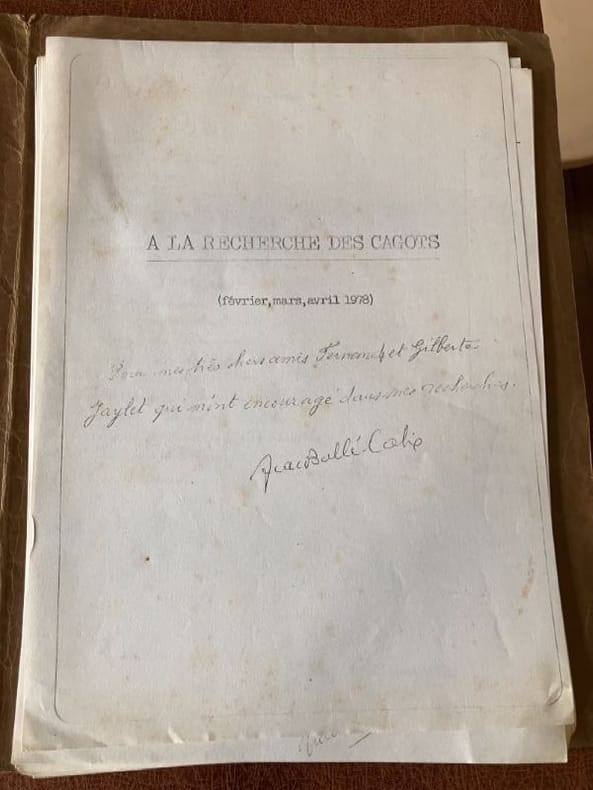 A LA RECHERCHE DES CAGOTS
(février,mars,avril 1978)
Pour mes très chers amis Fernand et Gilberte
Jaylet qui m'ont encouragé dans mes recherches.